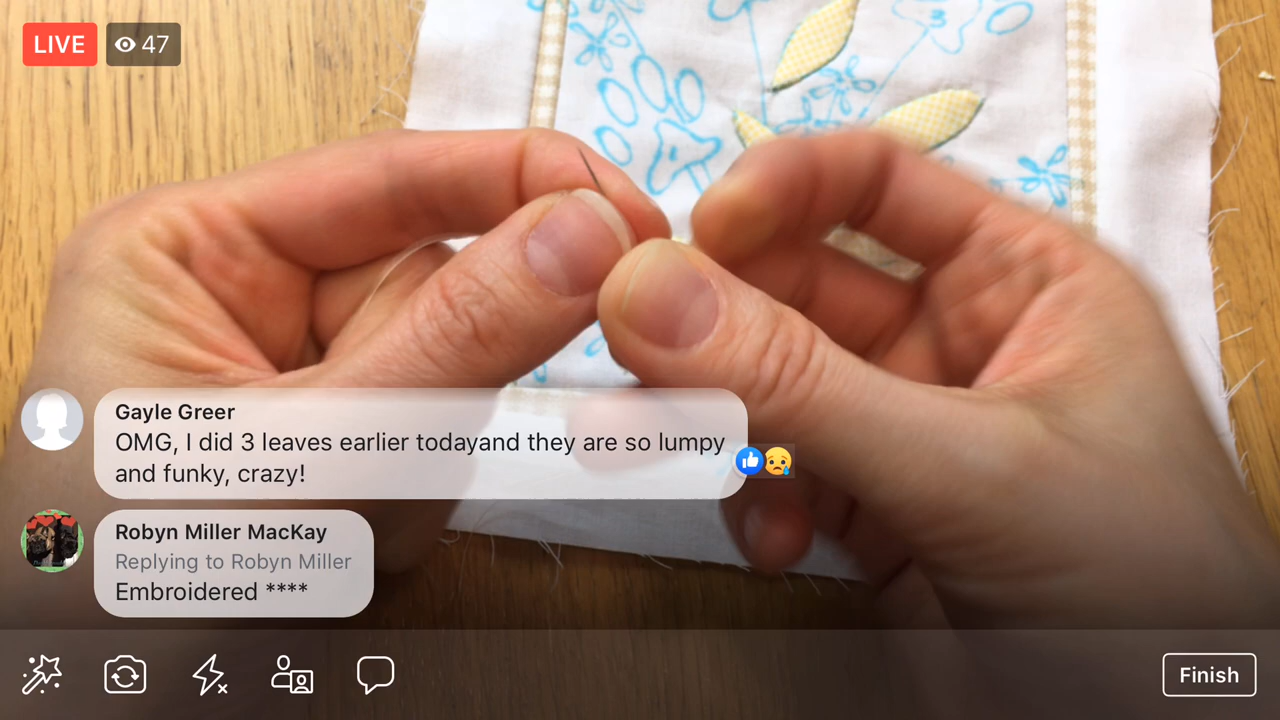 LIVE 47
3
Gayle Greer
OMG, I did 3 leaves earlier todayand they are so lumpy
and funky, crazy!
Robyn Miller MacKay
Replying to Robyn Miller
Embroidered ****
Finish